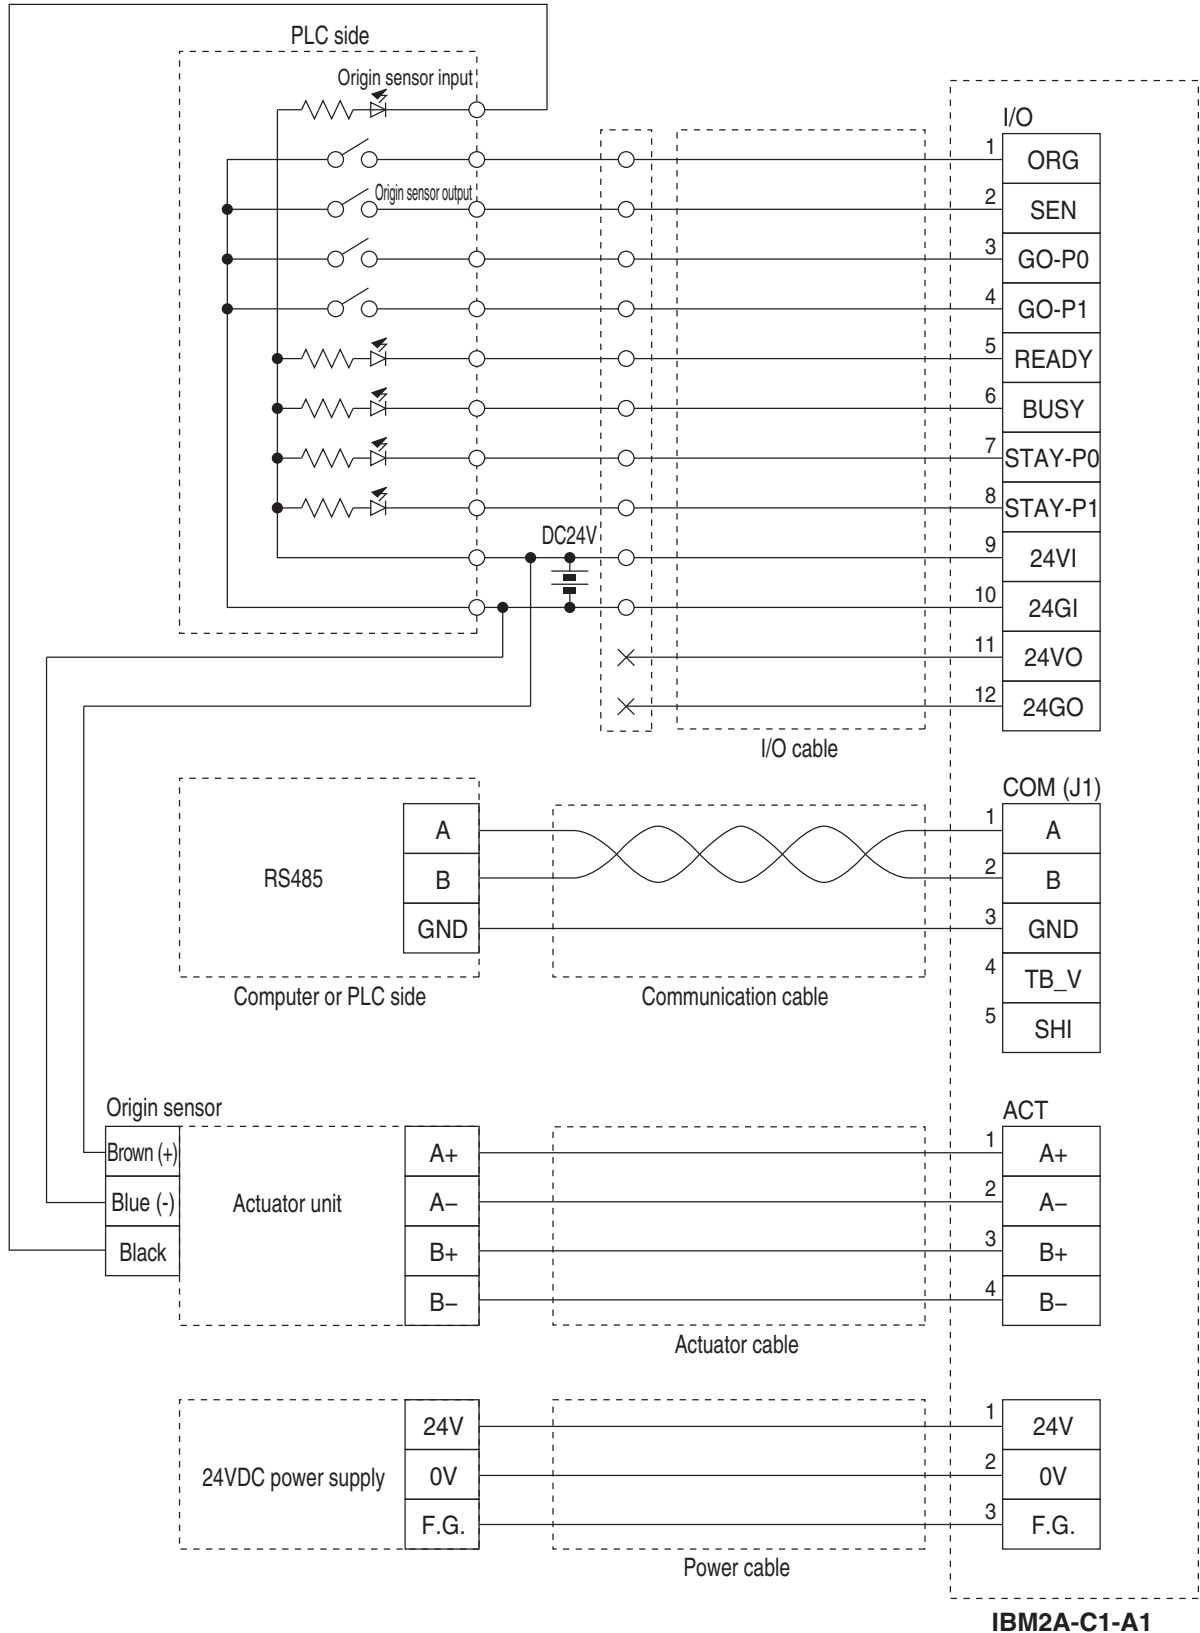 PLC side
Origin sensor input
I/O
1 ORG
Origin sensor output
2 SEN
3 GO-P0
4 GO-P1
5 READY
6 BUSY
7 STAY-P0
8 STAY-P1
DC24V
9 24VI
10 24GI
11 24VO
12 24GO
I/O cable
COM (J1)
A 1 A
RS485 B 2 B
GND 3 GND
4 TB_V
Computer or PLC side Communication cable
5 SHI
Origin sensor ACT
Brown (+) A+ 1 A+
Blue (-) Actuator unit A− 2 A−
Black B+ 3 B+
B− 4 B−
Actuator cable
24V 1 24V
24VDC power supply 0V 2 0V
F.G. 3 F.G.
Power cable
IBM2A-C1-A1